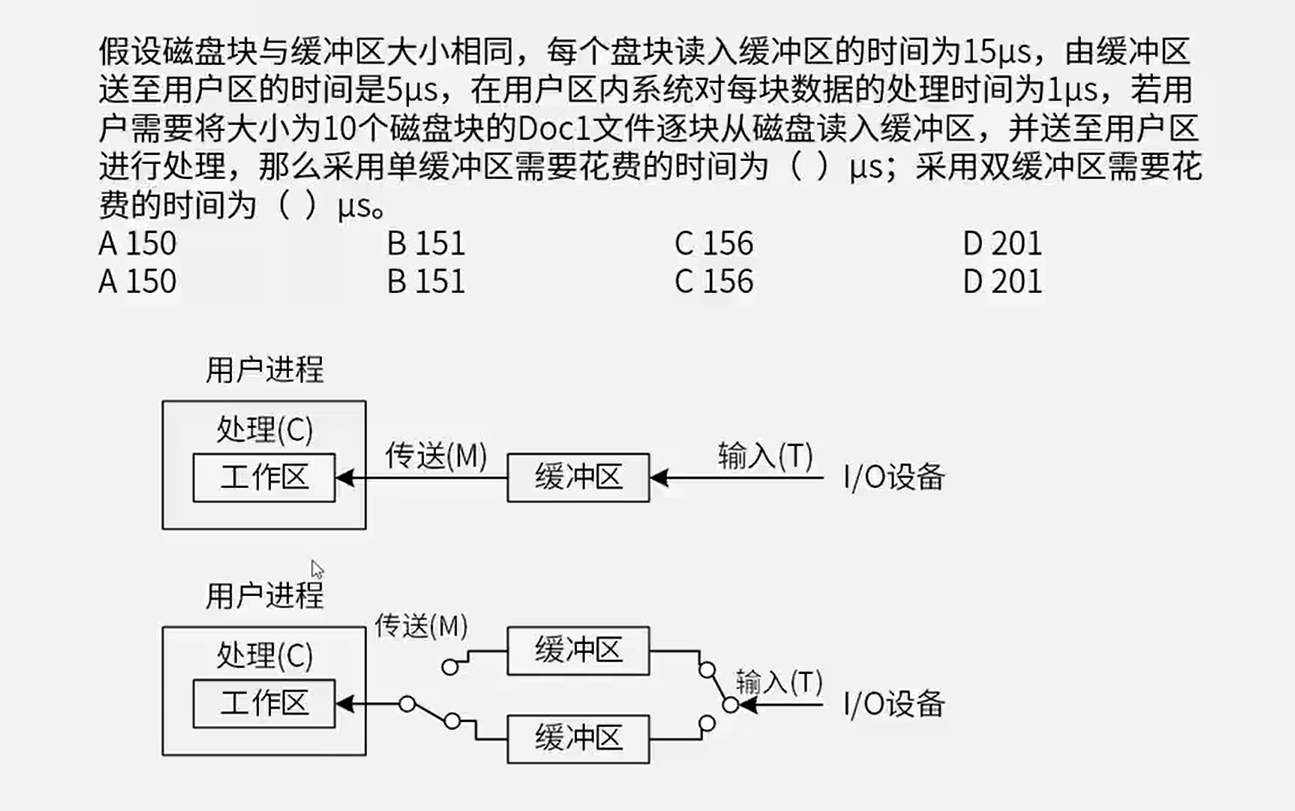 假设磁盘块与缓冲区大小相同，每个盘块读入缓冲区的时间为15μs，由缓冲区
送至用户区的时间是5μs，在用户区内系统对每块数据的处理时间为1μs，若用
户需要将大小为10个磁盘块的Doc1文件逐块从磁盘读入缓冲区，并送至用户区
进行处理，那么采用单缓冲区需要花费的时间为（ ）μs；采用双缓冲区需要花
费的时间为（ ）μs。
A 150 B 151 C 156 D 201
A 150 B 151 C 156 D 201
用户进程
处理(C)
工作区
传送(M)
缓冲区
输入(T)
I/O设备
用户进程
处理(C)
工作区
传送(M)
缓冲区
缓冲区
输入(T)
I/O设备